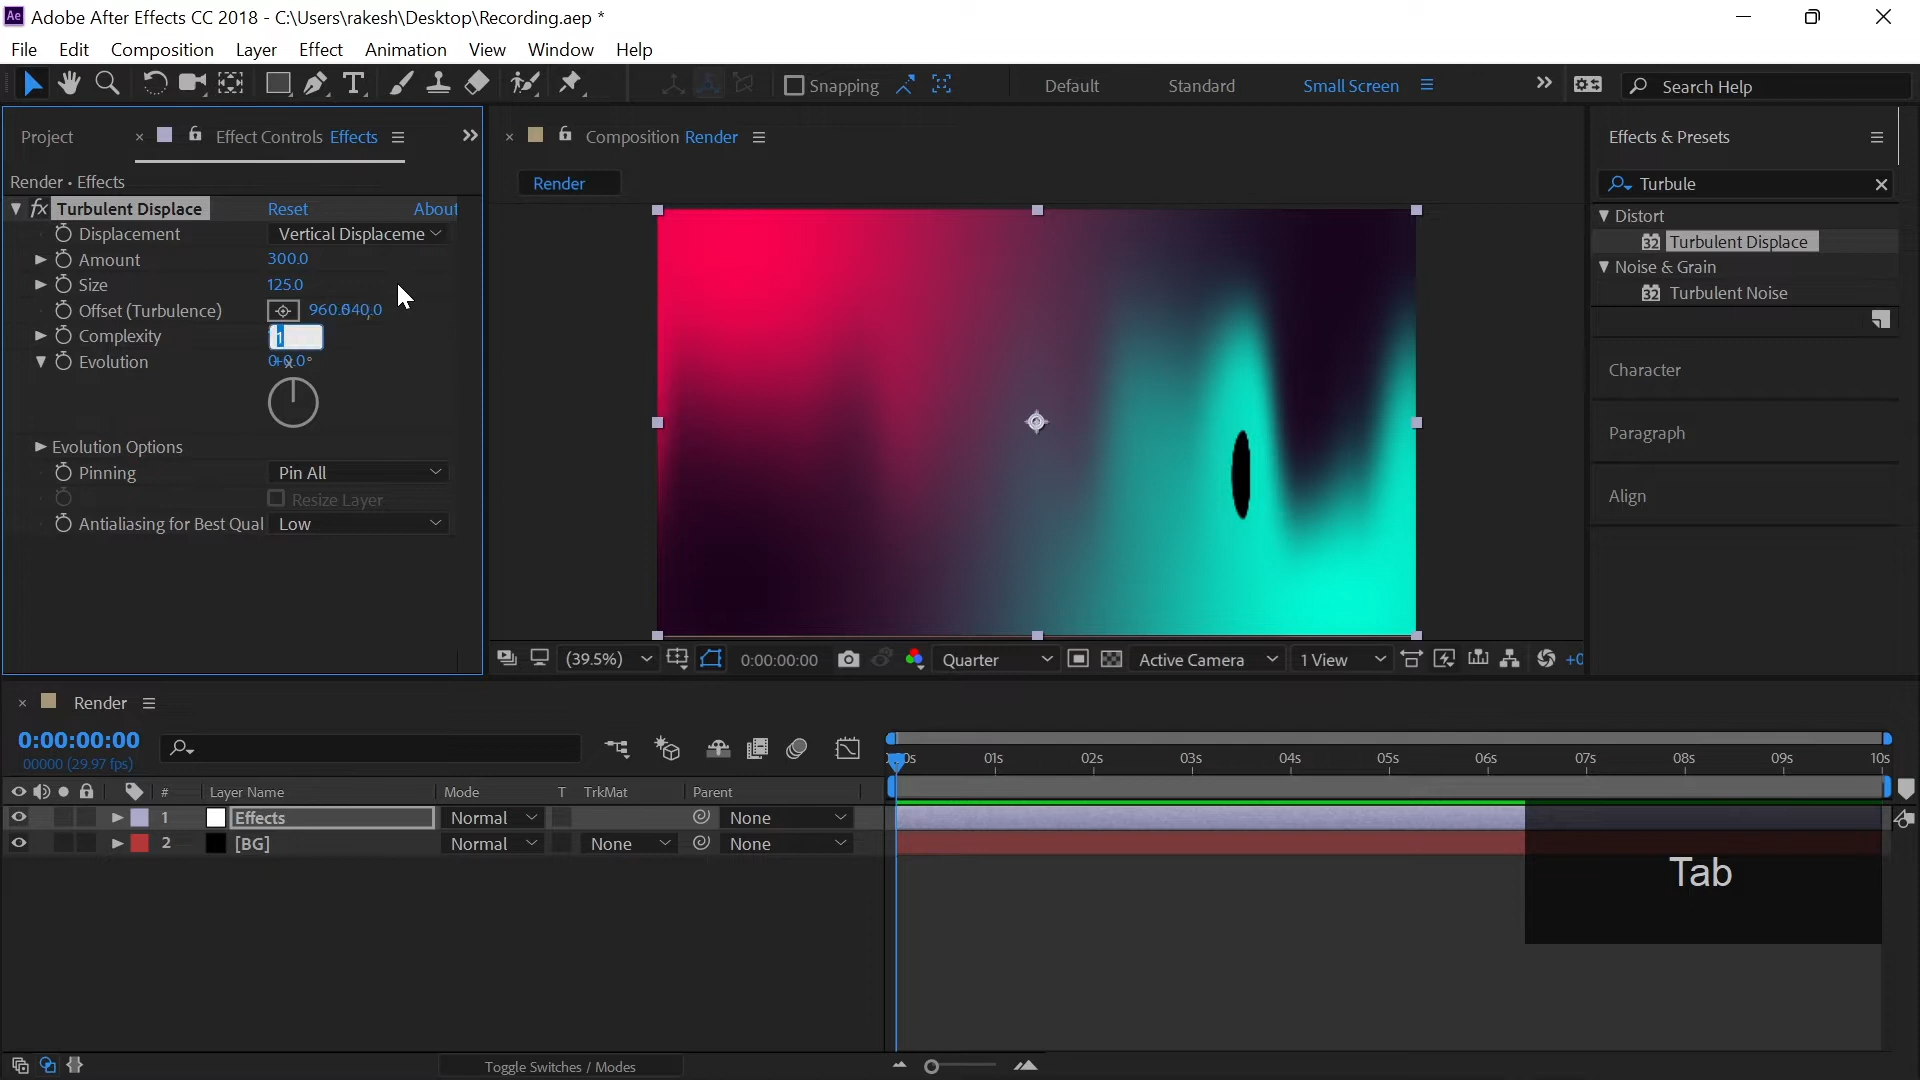 Ae Adobe After Effects CC 2018 - C:\Users\rakesh\Desktop\Recording.aep *
File Edit Composition Layer Effect Animation View Window Help
Snapping Default Standard Small Screen Search Help
Project × Effect Controls Effects × Composition Render Effects & Presets
Render • Effects Render Turbule
fx Turbulent Displace Reset About Distort
Displacement Vertical Displaceme Turbulent Displace
Amount 300.0 Noise & Grain
Size 125.0 Turbulent Noise
Offset (Turbulence) 960.0
Complexity 1
Evolution
Character
Evolution Options Paragraph
Pinning Pin All
Resize Layer Align
Antialiasing for Best Qual Low
(39.5%) 0:00:00:00 Quarter Active Camera 1 View +0
× Render
0:00:00:00
00000 (29.97 fps)
01s 02s 03s 04s 05s 06s 07s 08s 09s 10s
# Layer Name Mode T TrkMat Parent
1 Effects Normal None
2 [BG] Normal None None
Tab
Toggle Switches / Modes